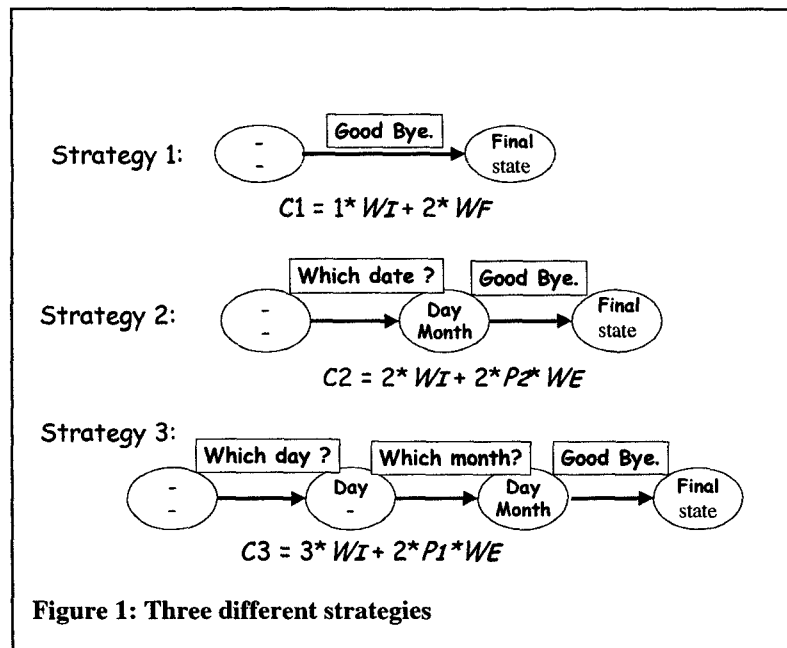 Good Bye.
Strategy 1: - Final
- state
C1 = 1* WI + 2* WF
Which date ? Good Bye.
Strategy 2: - Day Final
- Month state
C2 = 2* WI + 2* P2* WE
Strategy 3:
Which day ? Which month? Good Bye.
- Day Day Final
- - Month state
C3 = 3* WI + 2* P1* WE
Figure 1: Three different strategies